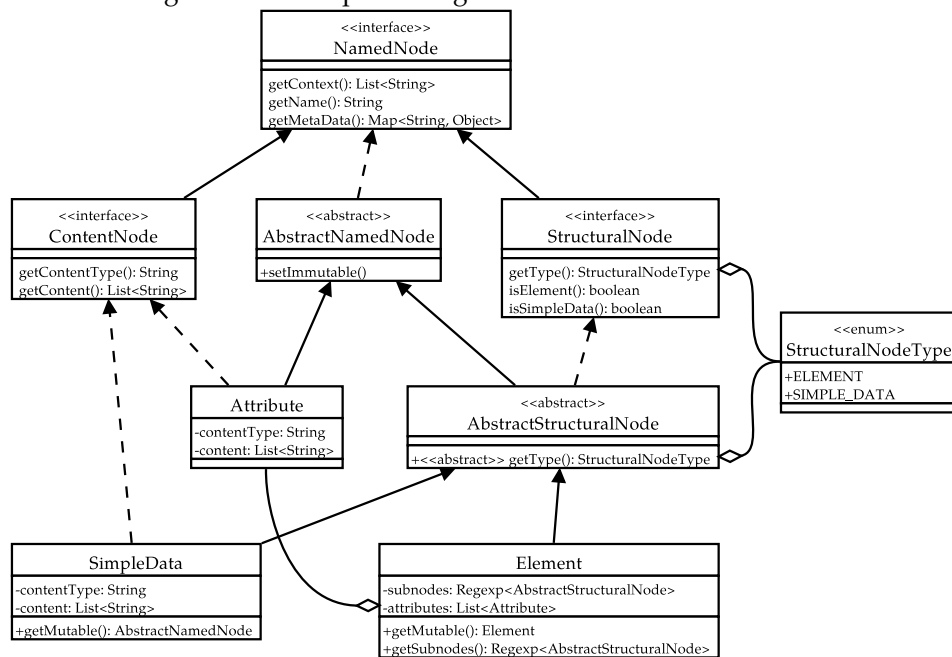 <<interface>>
NamedNode
getContext(): List<String>
getName(): String
getMetaData(): Map<String, Object>
<<interface>>
ContentNode
getContentType(): String
getContent(): List<String>
<<abstract>>
AbstractNamedNode
+setImmutable()
<<interface>>
StructuralNode
getType(): StructuralNodeType
isElement(): boolean
isSimpleData(): boolean
<<enum>>
StructuralNodeType
+ELEMENT
+SIMPLE_DATA
Attribute
-contentType: String
-content: List<String>
<<abstract>>
AbstractStructuralNode
+<<abstract>> getType(): StructuralNodeType
SimpleData
-contentType: String
-content: List<String>
+getMutable(): AbstractNamedNode
Element
-subnodes: Regexp<AbstractStructuralNode>
-attributes: List<Attribute>
+getMutable(): Element
+getSubnodes(): Regexp<AbstractStructuralNode>